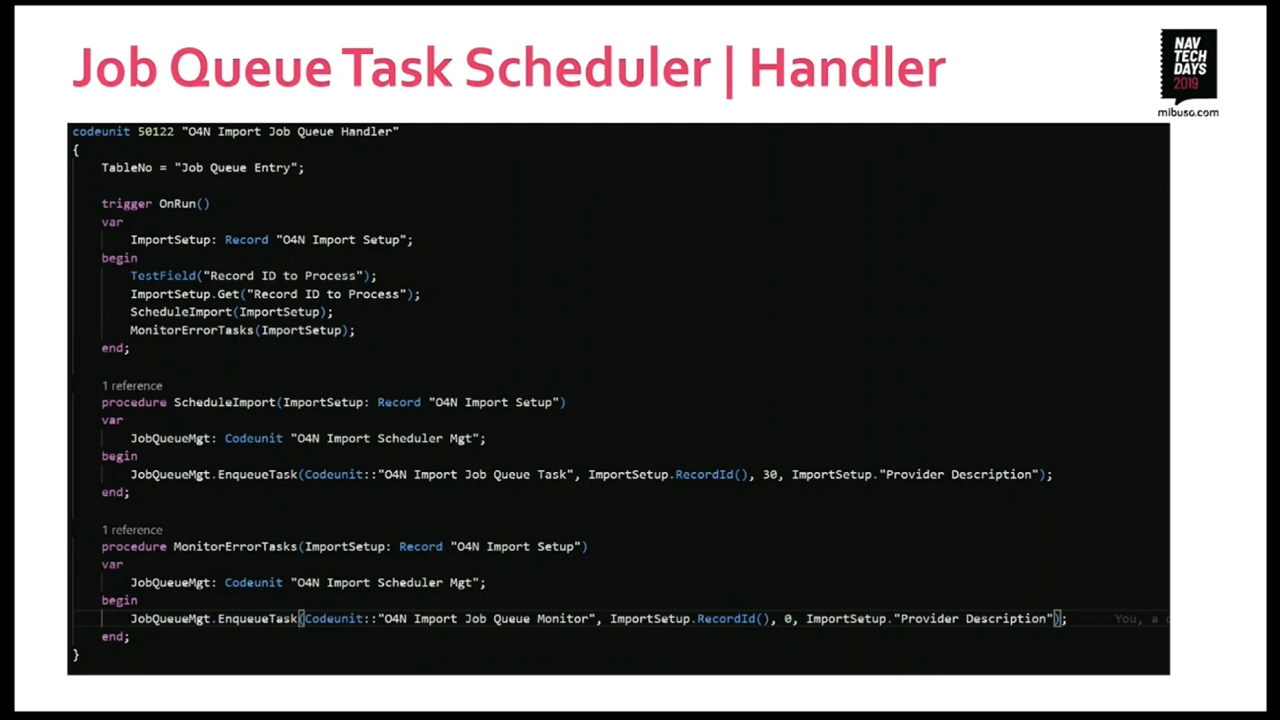 Job Queue Task Scheduler | Handler
NAV
TECH
DAYS
2019
mibuso.com
codeunit 50122 "O4N Import Job Queue Handler"
{
TableNo = "Job Queue Entry";
trigger OnRun()
var
ImportSetup: Record "O4N Import Setup";
begin
TestField("Record ID to Process");
ImportSetup.Get("Record ID to Process");
ScheduleImport(ImportSetup);
MonitorErrorTasks(ImportSetup);
end;
1 reference
procedure ScheduleImport(ImportSetup: Record "O4N Import Setup")
var
JobQueueMgt: Codeunit "O4N Import Scheduler Mgt";
begin
JobQueueMgt.EnqueueTask(Codeunit::"O4N Import Job Queue Task", ImportSetup.RecordId(), 30, ImportSetup."Provider Description");
end;
1 reference
procedure MonitorErrorTasks(ImportSetup: Record "O4N Import Setup")
var
JobQueueMgt: Codeunit "O4N Import Scheduler Mgt";
begin
JobQueueMgt.EnqueueTask(Codeunit::"O4N Import Job Queue Monitor", ImportSetup.RecordId(), 0, ImportSetup."Provider Description"); You, a
end;
}